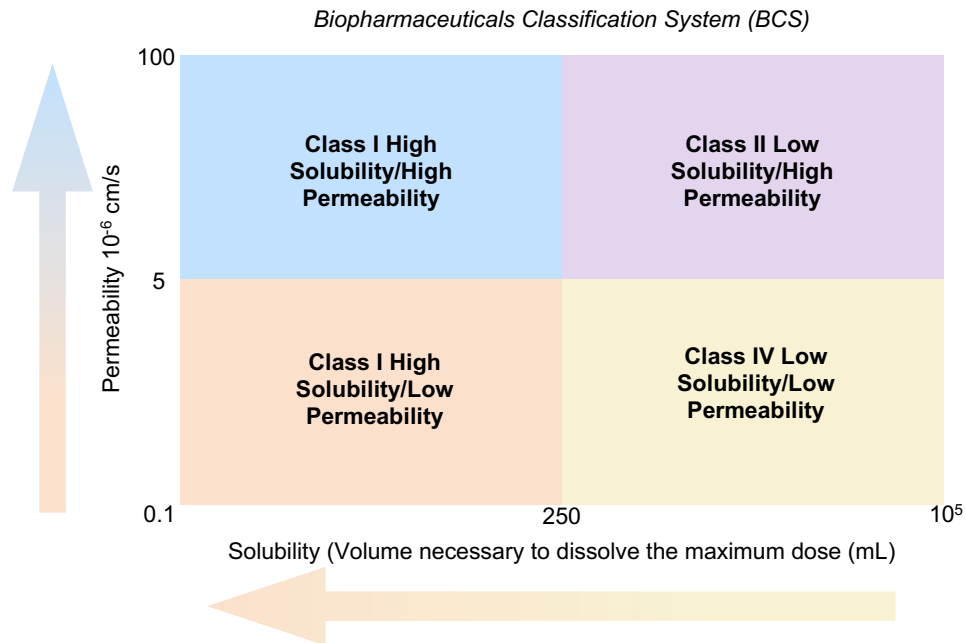 Biopharmaceuticals Classification System (BCS)
100
Class I High
Solubility/High
Permeability
Class II Low
Solubility/High
Permeability
Permeability 10⁻⁶ cm/s
5
Class I High
Solubility/Low
Permeability
Class IV Low
Solubility/Low
Permeability
0.1
250
10⁵
Solubility (Volume necessary to dissolve the maximum dose (mL)